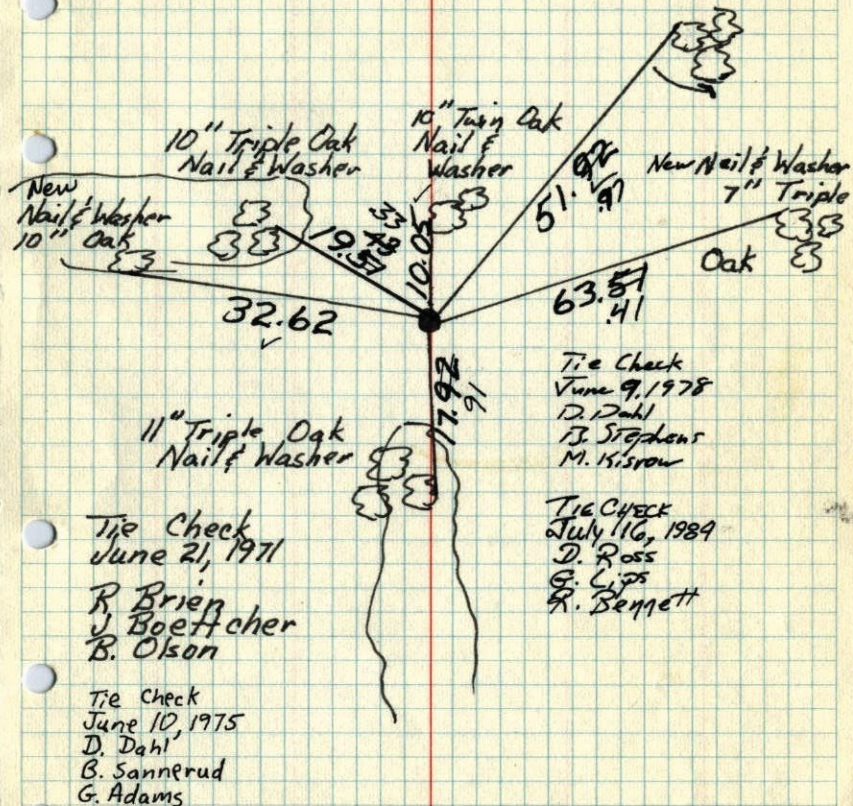 10" Triple Oak
Nail & Washer
10" Twin Oak
Nail &
Washer
New Nail & Washer
7" Triple
Oak
New
Nail & Washer
10" Oak
33
43
19.57
10.05
51.92
.97
63.51
.41
32.62
17.92
91
11" Triple Oak
Nail & Washer
Tie Check
June 9, 1978
D. Dahl
B. Stephens
M. Kisrow
Tie Check
June 21, 1971
R Brien
J Boettcher
B. Olson
TIE CHECK
July 16, 1984
D. Ross
G. Lips
R. Bennett
Tie Check
June 10, 1975
D. Dahl
B. Sannerud
G. Adams